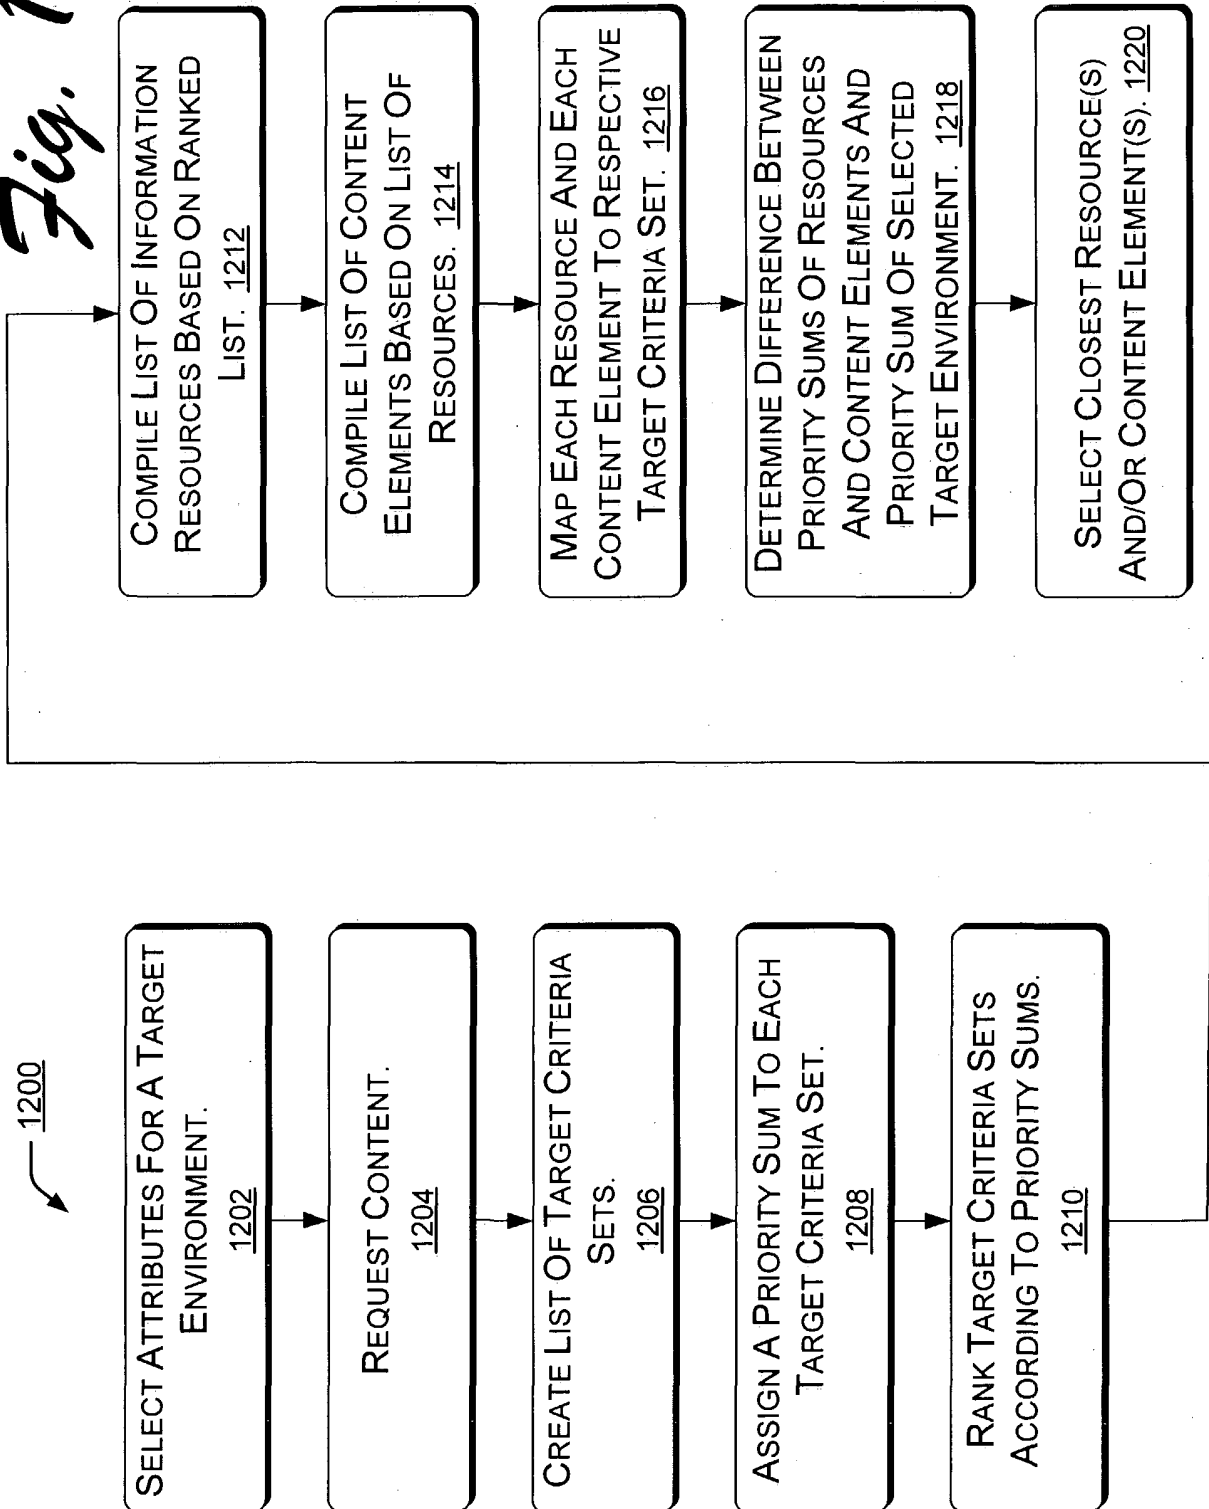 Fig. 1
1200
SELECT ATTRIBUTES FOR A TARGET
ENVIRONMENT.
1202
REQUEST CONTENT.
1204
CREATE LIST OF TARGET CRITERIA
SETS.
1206
ASSIGN A PRIORITY SUM TO EACH
TARGET CRITERIA SET.
1208
RANK TARGET CRITERIA SETS
ACCORDING TO PRIORITY SUMS.
1210
COMPILE LIST OF INFORMATION
RESOURCES BASED ON RANKED
LIST. 1212
COMPILE LIST OF CONTENT
ELEMENTS BASED ON LIST OF
RESOURCES. 1214
MAP EACH RESOURCE AND EACH
CONTENT ELEMENT TO RESPECTIVE
TARGET CRITERIA SET. 1216
DETERMINE DIFFERENCE BETWEEN
PRIORITY SUMS OF RESOURCES
AND CONTENT ELEMENTS AND
PRIORITY SUM OF SELECTED
TARGET ENVIRONMENT. 1218
SELECT CLOSEST RESOURCE(S)
AND/OR CONTENT ELEMENT(S). 1220